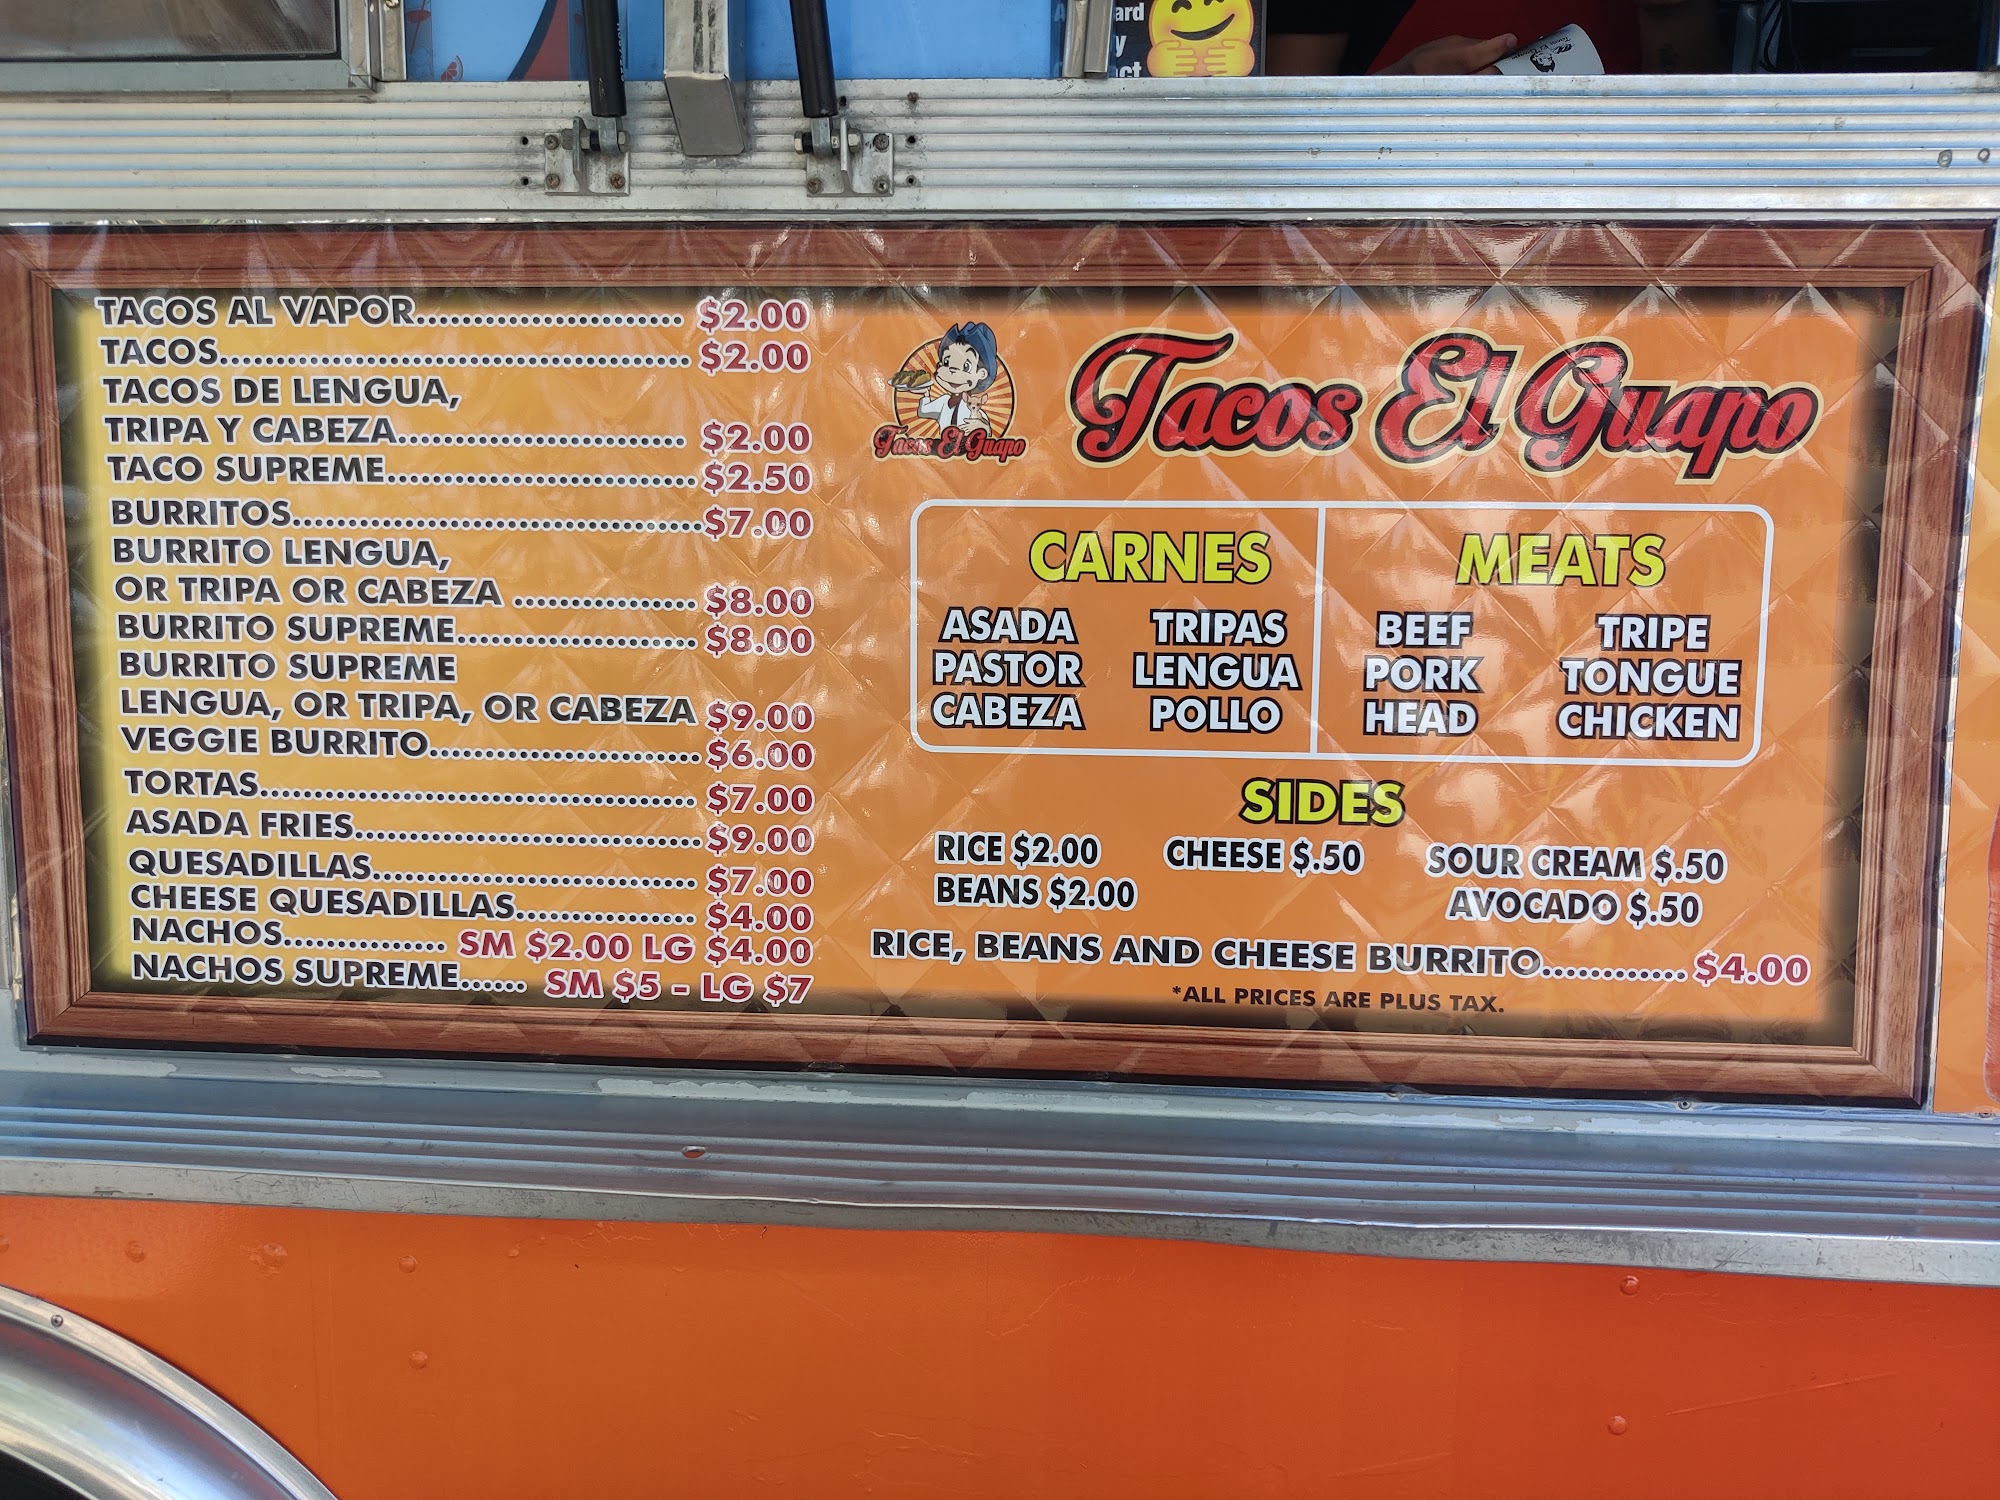 ard
y
ct
TACOS AL VAPOR...................... $2.00
TACOS....................................... $2.00
TACOS DE LENGUA,
TRIPA Y CABEZA........................ $2.00
TACO SUPREME..........................$2.50
BURRITOS..................................$7.00
BURRITO LENGUA,
OR TRIPA OR CABEZA ............... $8.00
BURRITO SUPREME.................... $8.00
BURRITO SUPREME
LENGUA, OR TRIPA, OR CABEZA $9.00
VEGGIE BURRITO.......................$6.00
TORTAS.................................... $7.00
ASADA FRIES.............................$9.00
QUESADILLAS........................... $7.00
CHEESE QUESADILLAS............... $4.00
NACHOS.............. SM $2.00 LG $4.00
NACHOS SUPREME...... SM $5 - LG $7
Tacos El Guapo
Tacos El Guapo
CARNES MEATS
ASADA TRIPAS BEEF TRIPE
PASTOR LENGUA PORK TONGUE
CABEZA POLLO HEAD CHICKEN
SIDES
RICE $2.00 CHEESE $.50 SOUR CREAM $.50
BEANS $2.00 AVOCADO $.50
RICE, BEANS AND CHEESE BURRITO............$4.00
*ALL PRICES ARE PLUS TAX.